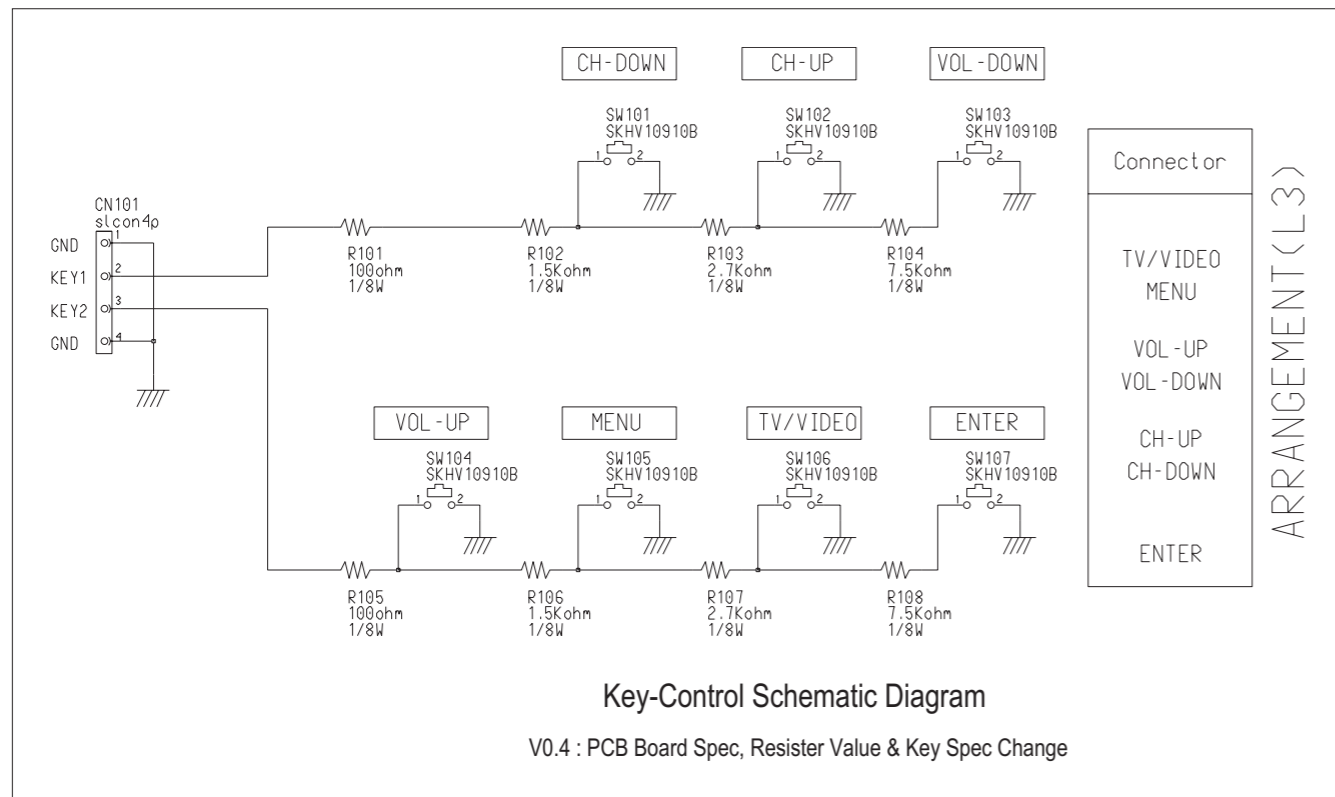 CH-DOWN
CH-UP
VOL-DOWN
SW101
SKHV10910B
1 2
SW102
SKHV10910B
1 2
SW103
SKHV10910B
1 2
CN101
slcon4p
GND 1
KEY1 2
KEY2 3
GND 4
R101
100ohm
1/8W
R102
1.5Kohm
1/8W
R103
2.7Kohm
1/8W
R104
7.5Kohm
1/8W
VOL-UP
MENU
TV/VIDEO
ENTER
SW104
SKHV10910B
1 2
SW105
SKHV10910B
1 2
SW106
SKHV10910B
1 2
SW107
SKHV10910B
1 2
R105
100ohm
1/8W
R106
1.5Kohm
1/8W
R107
2.7Kohm
1/8W
R108
7.5Kohm
1/8W
Connector
TV/VIDEO
MENU
VOL-UP
VOL-DOWN
CH-UP
CH-DOWN
ENTER
ARRANGEMENT(L3)
Key-Control Schematic Diagram
V0.4 : PCB Board Spec, Resister Value & Key Spec Change